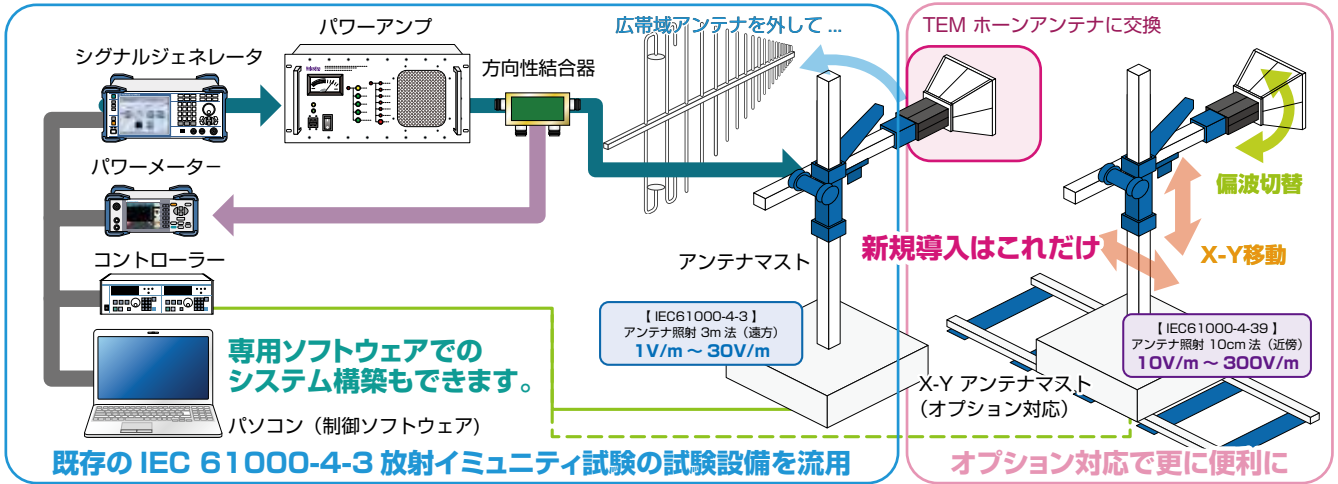 シグナルジェネレータ
パワーアンプ
方向性結合器
広帯域アンテナを外して ...
TEM ホーンアンテナに交換
パワーメーター
偏波切替
新規導入はこれだけ
X-Y移動
コントローラー
アンテナマスト
【 IEC61000-4-3 】
アンテナ照射 3m 法（遠方）
1V/m ～ 30V/m
【 IEC61000-4-39 】
アンテナ照射 10cm 法（近傍）
10V/m ～ 300V/m
専用ソフトウェアでの
システム構築もできます。
X-Y アンテナマスト
（オプション対応）
パソコン（制御ソフトウェア）
既存の IEC 61000-4-3 放射イミュニティ試験の試験設備を流用
オプション対応で更に便利に